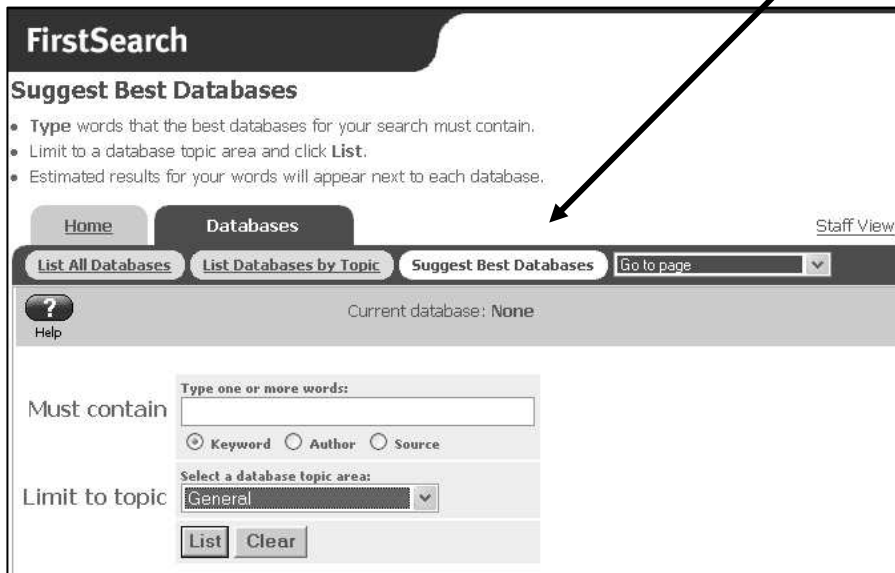 FirstSearch
Suggest Best Databases
• Type words that the best databases for your search must contain.
• Limit to a database topic area and click List.
• Estimated results for your words will appear next to each database.
Home Databases Staff View
List All Databases List Databases by Topic Suggest Best Databases Go to page
?
Help Current database: None
Type one or more words:
Must contain
Keyword Author Source
Select a database topic area:
Limit to topic General
List Clear